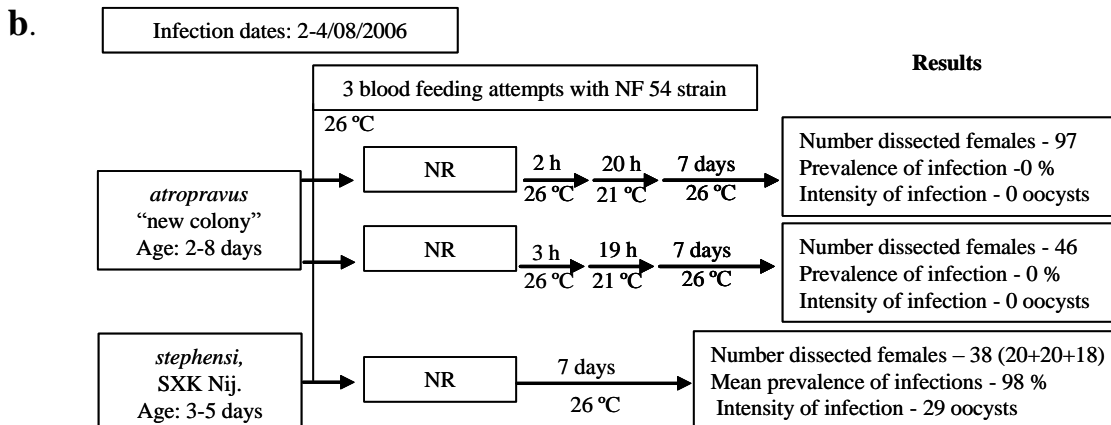 b.
Infection dates: 2-4/08/2006
Results
3 blood feeding attempts with NF 54 strain
26 ºC
atropravus
“new colony”
Age: 2-8 days
NR
2 h
26 ºC
20 h
21 ºC
7 days
26 ºC
Number dissected females - 97
Prevalence of infection -0 %
Intensity of infection - 0 oocysts
NR
3 h
26 ºC
19 h
21 ºC
7 days
26 ºC
Number dissected females - 46
Prevalence of infection - 0 %
Intensity of infection - 0 oocysts
stephensi,
SXK Nij.
Age: 3-5 days
NR
7 days
26 ºC
Number dissected females – 38 (20+20+18)
Mean prevalence of infections - 98 %
Intensity of infection - 29 oocysts